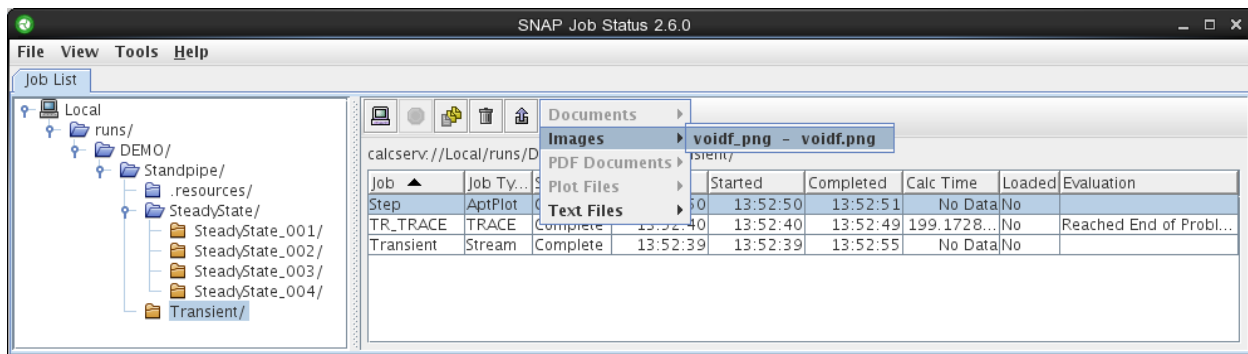 SNAP Job Status 2.6.0
File View Tools Help
Job List
Local
runs/
DEMO/
Standpipe/
.resources/
SteadyState/
SteadyState_001/
SteadyState_002/
SteadyState_003/
SteadyState_004/
Transient/
Documents
Images
PDF Documents
Plot Files
Text Files
voidf_png - voidf.png
calcserv://Local/runs/D
Job Job Ty... Started Completed Calc Time Loaded Evaluation
Step AptPlot 13:52:50 13:52:51 No Data No
TR_TRACE TRACE Complete 13:52:40 13:52:40 13:52:49 199.1728... No Reached End of Probl...
Transient Stream Complete 13:52:39 13:52:39 13:52:55 No Data No